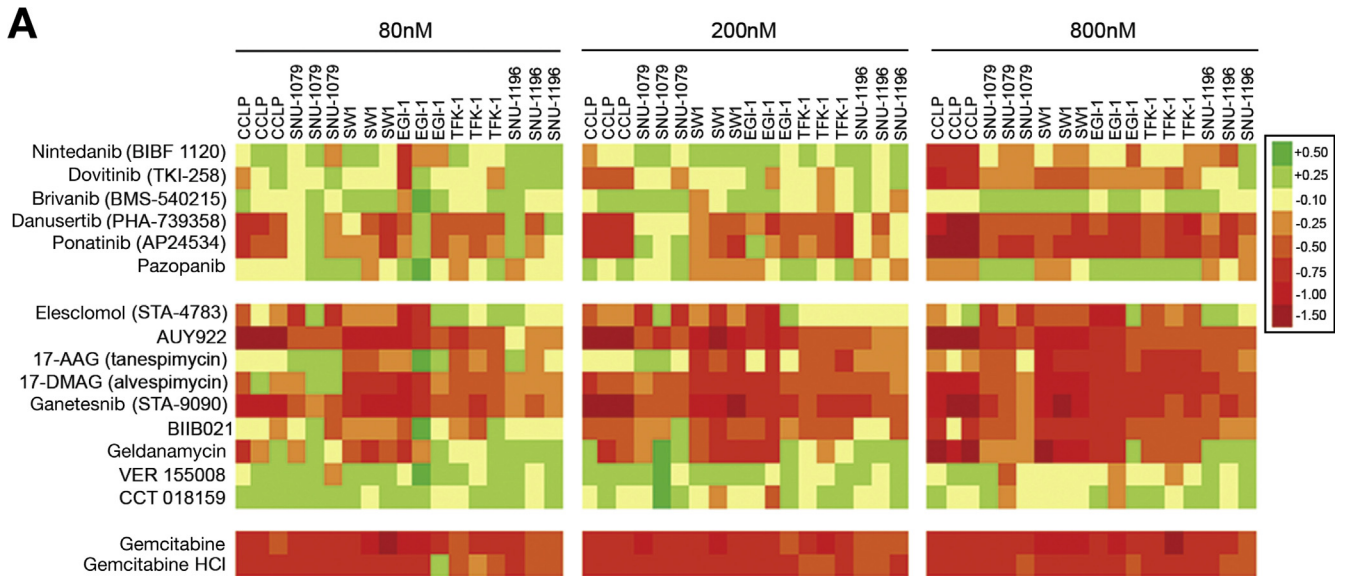 A
80nM 200nM 800nM
CCLP CCLP CCLP SNU-1079 SNU-1079 SNU-1079 SW1 SW1 SW1 EGI-1 EGI-1 EGI-1 TFK-1 TFK-1 TFK-1 SNU-1196 SNU-1196 SNU-1196
CCLP CCLP CCLP SNU-1079 SNU-1079 SNU-1079 SW1 SW1 SW1 EGI-1 EGI-1 EGI-1 TFK-1 TFK-1 TFK-1 SNU-1196 SNU-1196 SNU-1196
CCLP CCLP CCLP SNU-1079 SNU-1079 SNU-1079 SW1 SW1 SW1 EGI-1 EGI-1 EGI-1 TFK-1 TFK-1 TFK-1 SNU-1196 SNU-1196 SNU-1196
Nintedanib (BIBF 1120)
Dovitinib (TKI-258)
Brivanib (BMS-540215)
Danusertib (PHA-739358)
Ponatinib (AP24534)
Pazopanib
Elesclomol (STA-4783)
AUY922
17-AAG (tanespimycin)
17-DMAG (alvespimycin)
Ganetesnib (STA-9090)
BIIB021
Geldanamycin
VER 155008
CCT 018159
Gemcitabine
Gemcitabine HCl
+0.50
+0.25
-0.10
-0.25
-0.50
-0.75
-1.00
-1.50